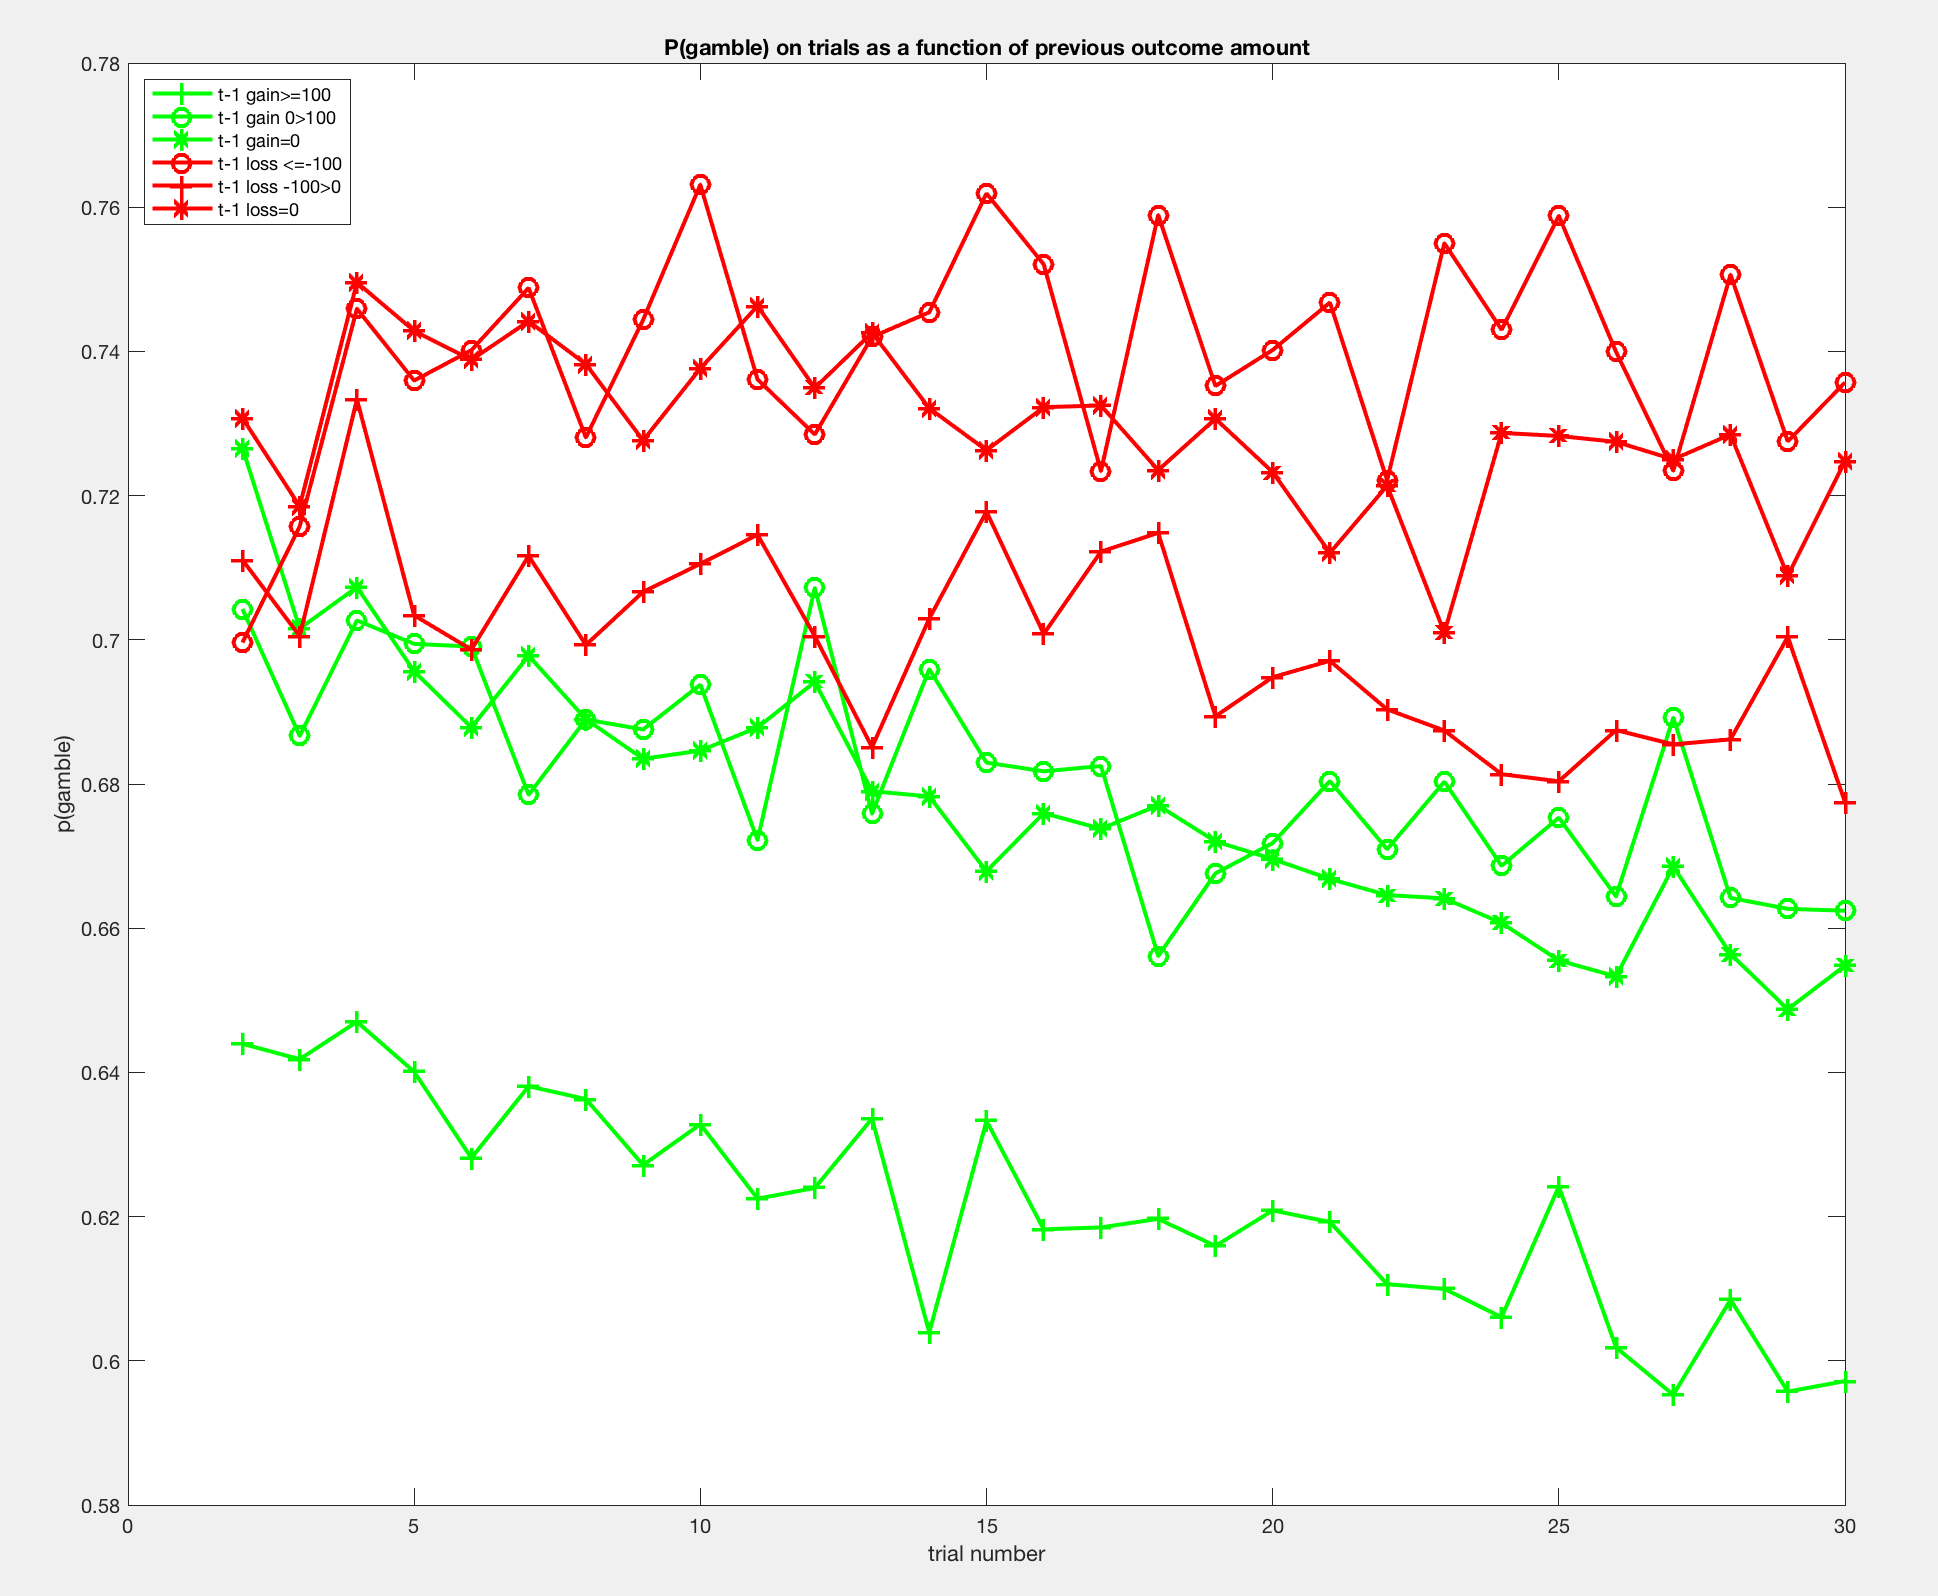 P(gamble) on trials as a function of previous outcome amount
t-1 gain>=100
t-1 gain 0>100
t-1 gain=0
t-1 loss <=-100
t-1 loss -100>0
t-1 loss=0
0.78
0.76
0.74
0.72
0.7
0.68
0.66
0.64
0.62
0.6
0.58
p(gamble)
0 5 10 15 20 25 30
trial number